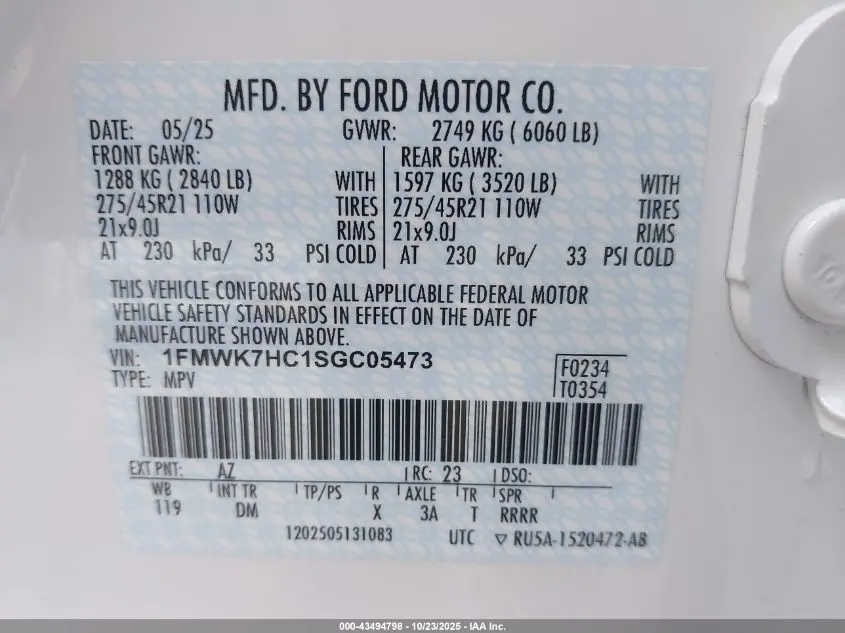 MFD. BY FORD MOTOR CO.
DATE: 05/25 GVWR: 2749 KG ( 6060 LB)
FRONT GAWR: REAR GAWR:
1288 KG ( 2840 LB) WITH 1597 KG ( 3520 LB) WITH
275/45R21 110W TIRES 275/45R21 110W TIRES
21x9.0J RIMS 21x9.0J RIMS
AT 230 kPa/ 33 PSI COLD AT 230 kPa/ 33 PSI COLD
THIS VEHICLE CONFORMS TO ALL APPLICABLE FEDERAL MOTOR
VEHICLE SAFETY STANDARDS IN EFFECT ON THE DATE OF
MANUFACTURE SHOWN ABOVE.
VIN: 1FMWK7HC1SGC05473
F0234
TYPE: MPV
T0354
EXT PNT: AZ RC: 23 DSO:
WB INT TR TP/PS R AXLE TR SPR
119 DM X 3A T RRRR
1202505131083 UTC ▽ RU5A-1520472-AB
000-43494798 - 10/23/2025 - IAA Inc.